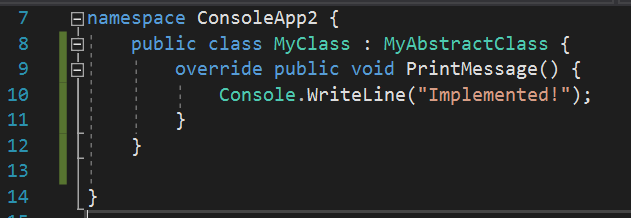 7 namespace ConsoleApp2 {
8 public class MyClass : MyAbstractClass {
9 override public void PrintMessage() {
10 Console.WriteLine("Implemented!");
11 }
12 }
13
14 }